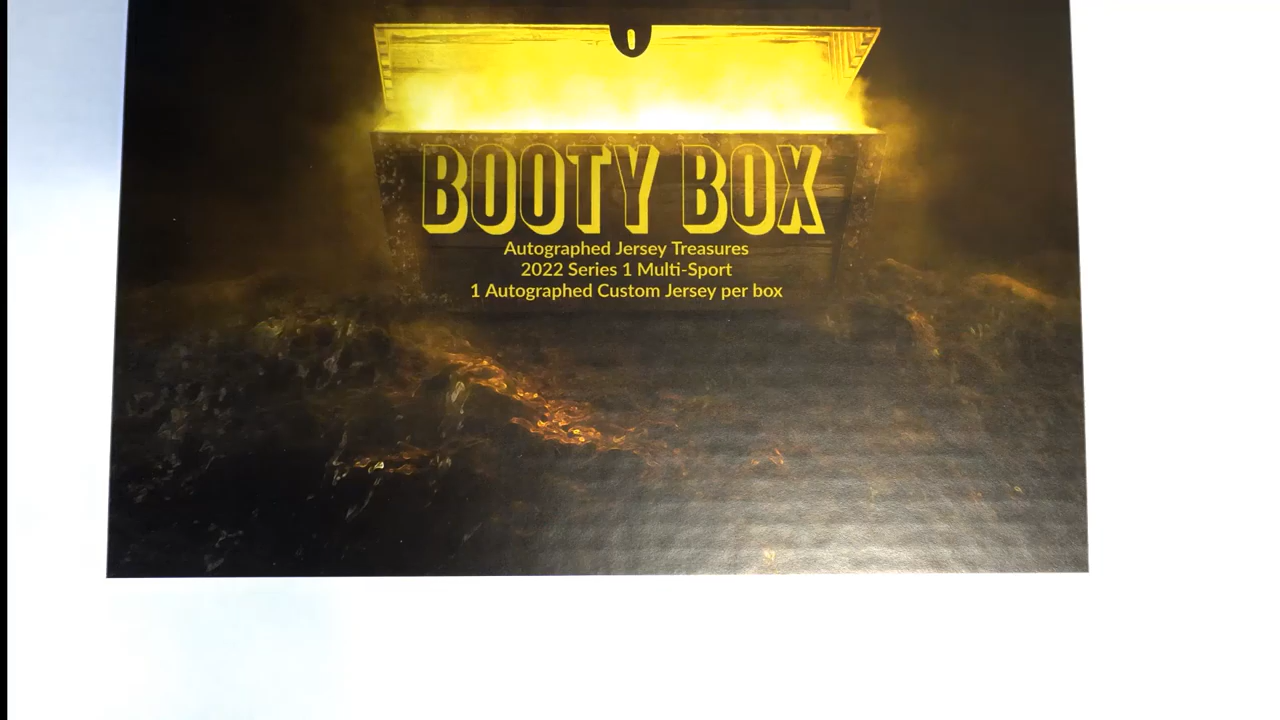 BOOTY BOX
Autographed Jersey Treasures
2022 Series 1 Multi-Sport
1 Autographed Custom Jersey per box